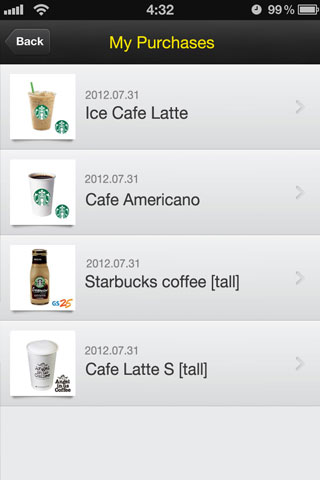 4:32
99%
Back
My Purchases
2012.07.31
Ice Cafe Latte
2012.07.31
Cafe Americano
2012.07.31
Starbucks coffee [tall]
GS25
2012.07.31
Cafe Latte S [tall]
Angel
in us
Coffee